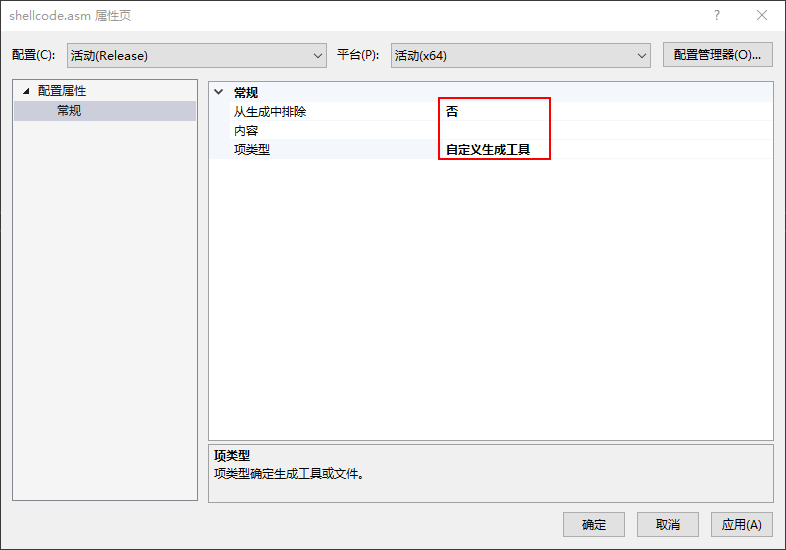 shellcode.asm 属性页
配置(C): 活动(Release) 平台(P): 活动(x64) 配置管理器(O)...
配置属性
常规
常规
从生成中排除 否
内容
项类型 自定义生成工具
项类型
项类型确定生成工具或文件。
确定 取消 应用(A)